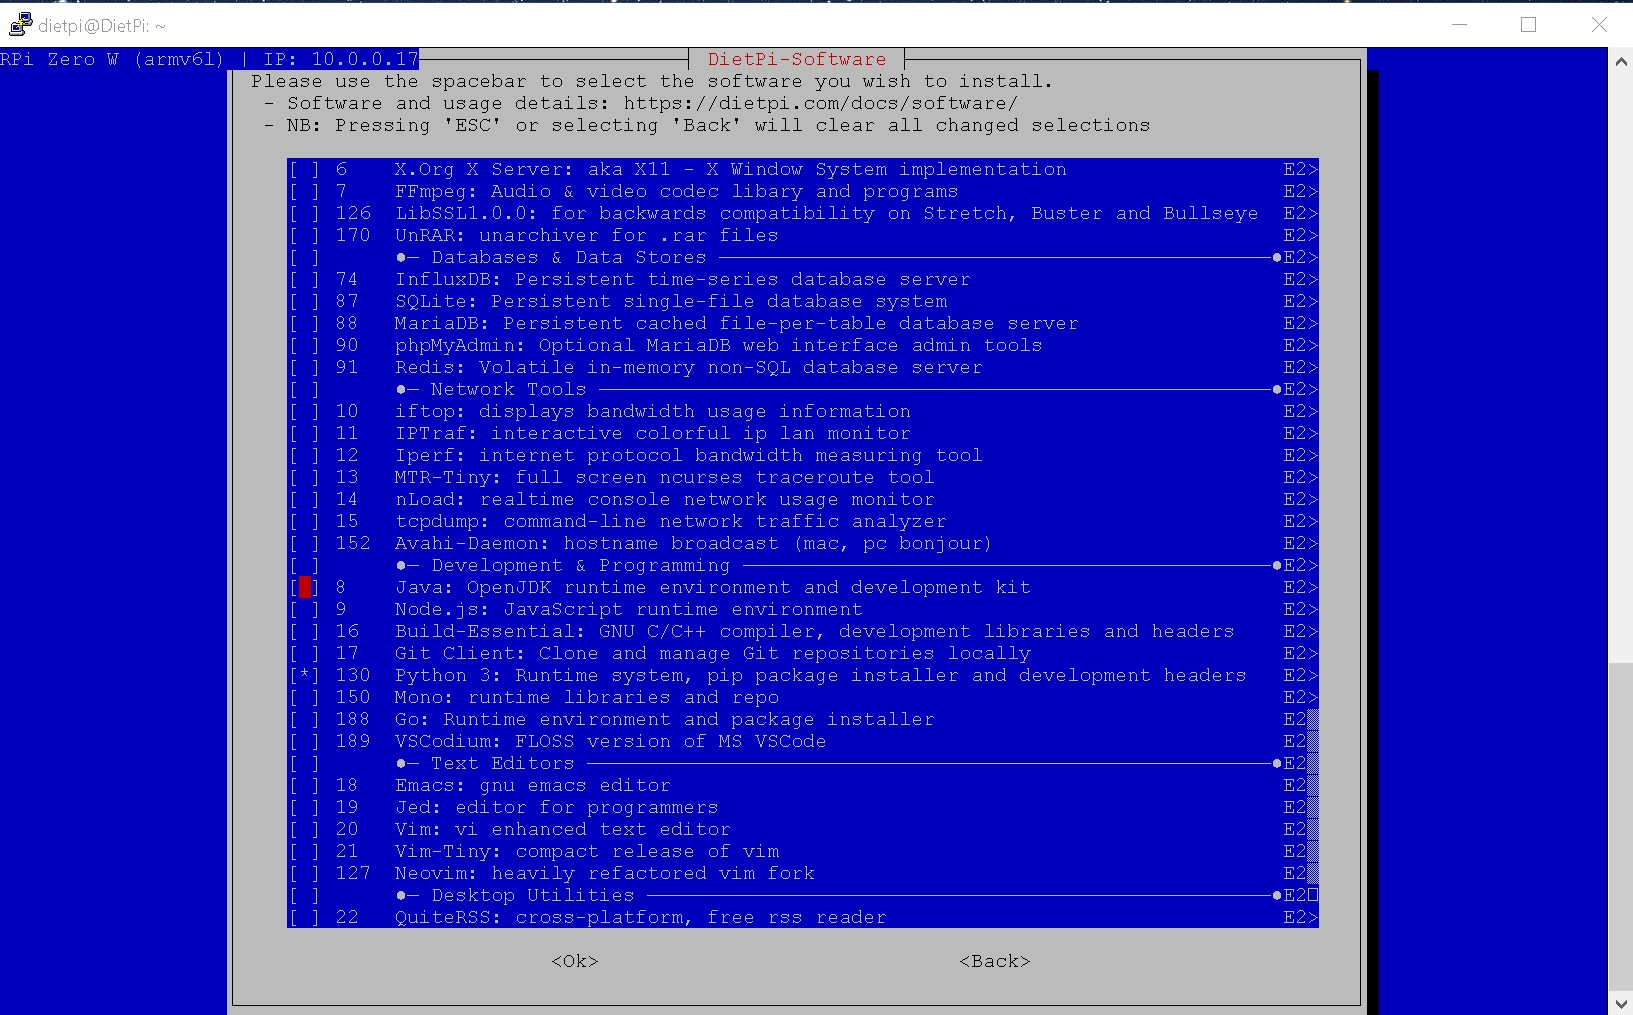 dietpi@DietPi: ~
RPi Zero W (armv6l) | IP: 10.0.0.17
DietPi-Software
Please use the spacebar to select the software you wish to install.
- Software and usage details: https://dietpi.com/docs/software/
- NB: Pressing 'ESC' or selecting 'Back' will clear all changed selections
[ ] 6 X.Org X Server: aka X11 - X Window System implementation E2>
[ ] 7 FFmpeg: Audio & video codec libary and programs E2>
[ ] 126 LibSSL1.0.0: for backwards compatibility on Stretch, Buster and Bullseye E2>
[ ] 170 UnRAR: unarchiver for .rar files E2>
[ ] ●─ Databases & Data Stores ─●E2>
[ ] 74 InfluxDB: Persistent time-series database server E2>
[ ] 87 SQLite: Persistent single-file database system E2>
[ ] 88 MariaDB: Persistent cached file-per-table database server E2>
[ ] 90 phpMyAdmin: Optional MariaDB web interface admin tools E2>
[ ] 91 Redis: Volatile in-memory non-SQL database server E2>
[ ] ●─ Network Tools ─●E2>
[ ] 10 iftop: displays bandwidth usage information E2>
[ ] 11 IPTraf: interactive colorful ip lan monitor E2>
[ ] 12 Iperf: internet protocol bandwidth measuring tool E2>
[ ] 13 MTR-Tiny: full screen ncurses traceroute tool E2>
[ ] 14 nLoad: realtime console network usage monitor E2>
[ ] 15 tcpdump: command-line network traffic analyzer E2>
[ ] 152 Avahi-Daemon: hostname broadcast (mac, pc bonjour) E2>
[ ] ●─ Development & Programming ─●E2>
[ ] 8 Java: OpenJDK runtime environment and development kit E2>
[ ] 9 Node.js: JavaScript runtime environment E2>
[ ] 16 Build-Essential: GNU C/C++ compiler, development libraries and headers E2>
[ ] 17 Git Client: Clone and manage Git repositories locally E2>
[*] 130 Python 3: Runtime system, pip package installer and development headers E2>
[ ] 150 Mono: runtime libraries and repo E2>
[ ] 188 Go: Runtime environment and package installer E2
[ ] 189 VSCodium: FLOSS version of MS VSCode E2
[ ] ●─ Text Editors ─●E2
[ ] 18 Emacs: gnu emacs editor E2
[ ] 19 Jed: editor for programmers E2
[ ] 20 Vim: vi enhanced text editor E2
[ ] 21 Vim-Tiny: compact release of vim E2
[ ] 127 Neovim: heavily refactored vim fork E2
[ ] ●─ Desktop Utilities ─●E2
[ ] 22 QuiteRSS: cross-platform, free rss reader E2>
<Ok> <Back>